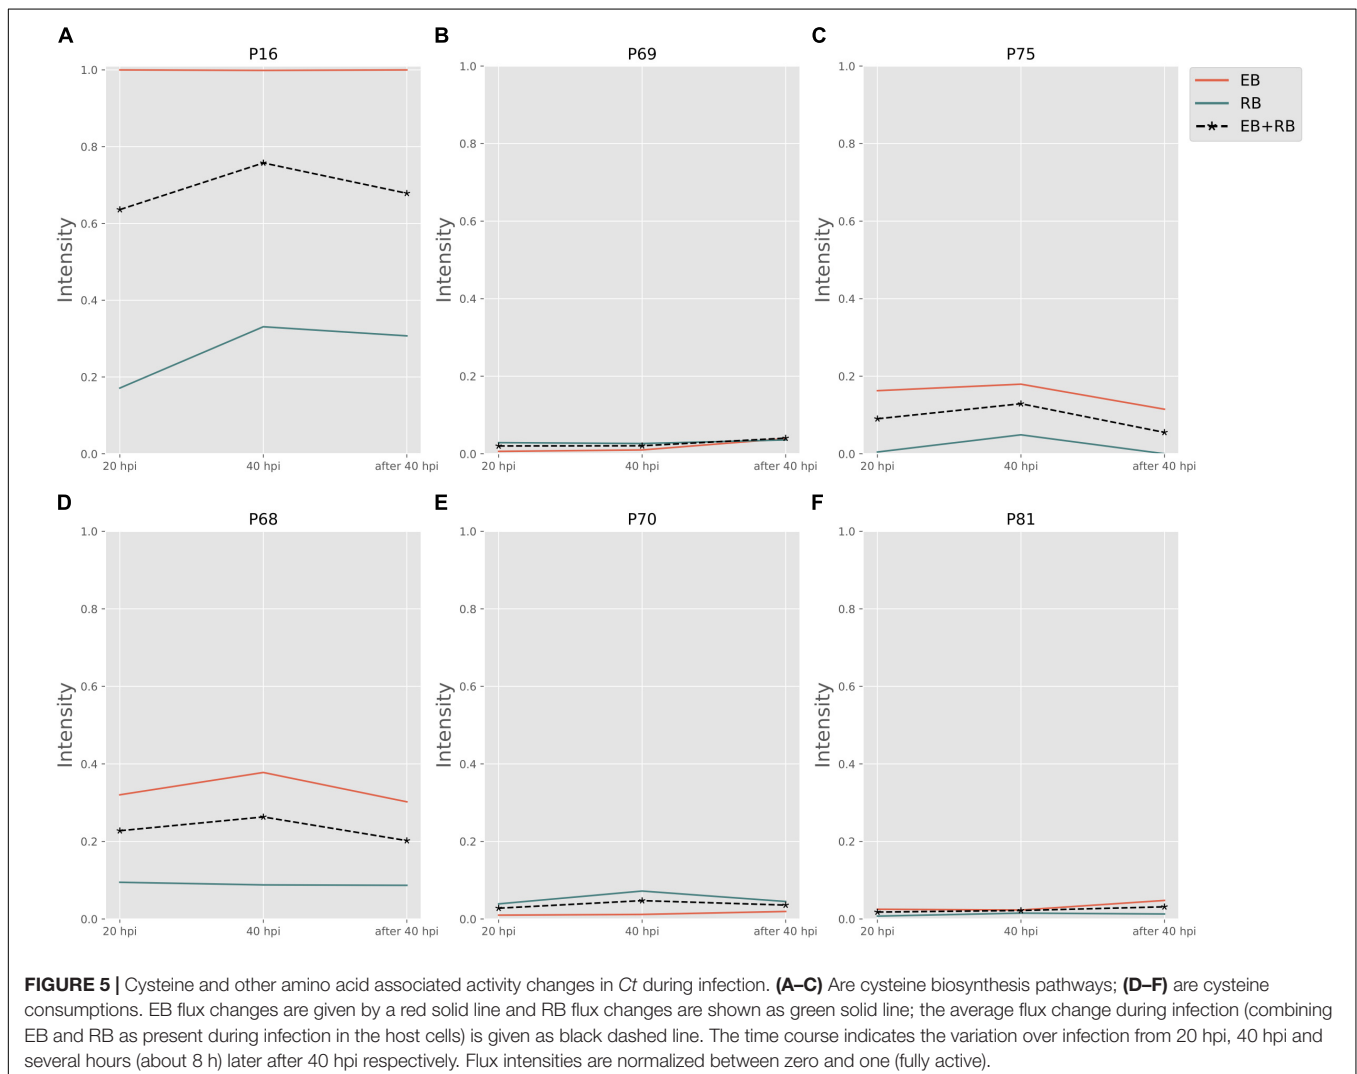 A
P16
Intensity
1.0
0.8
0.6
0.4
0.2
0.0
20 hpi
40 hpi
after 40 hpi
B
P69
Intensity
1.0
0.8
0.6
0.4
0.2
0.0
20 hpi
40 hpi
after 40 hpi
C
P75
Intensity
1.0
0.8
0.6
0.4
0.2
0.0
20 hpi
40 hpi
after 40 hpi
EB
RB
EB+RB
D
P68
Intensity
1.0
0.8
0.6
0.4
0.2
0.0
20 hpi
40 hpi
after 40 hpi
E
P70
Intensity
1.0
0.8
0.6
0.4
0.2
0.0
20 hpi
40 hpi
after 40 hpi
F
P81
Intensity
1.0
0.8
0.6
0.4
0.2
0.0
20 hpi
40 hpi
after 40 hpi
FIGURE 5 | Cysteine and other amino acid associated activity changes in Ct during infection. (A–C) Are cysteine biosynthesis pathways; (D–F) are cysteine
consumptions. EB flux changes are given by a red solid line and RB flux changes are shown as green solid line; the average flux change during infection (combining
EB and RB as present during infection in the host cells) is given as black dashed line. The time course indicates the variation over infection from 20 hpi, 40 hpi and
several hours (about 8 h) later after 40 hpi respectively. Flux intensities are normalized between zero and one (fully active).